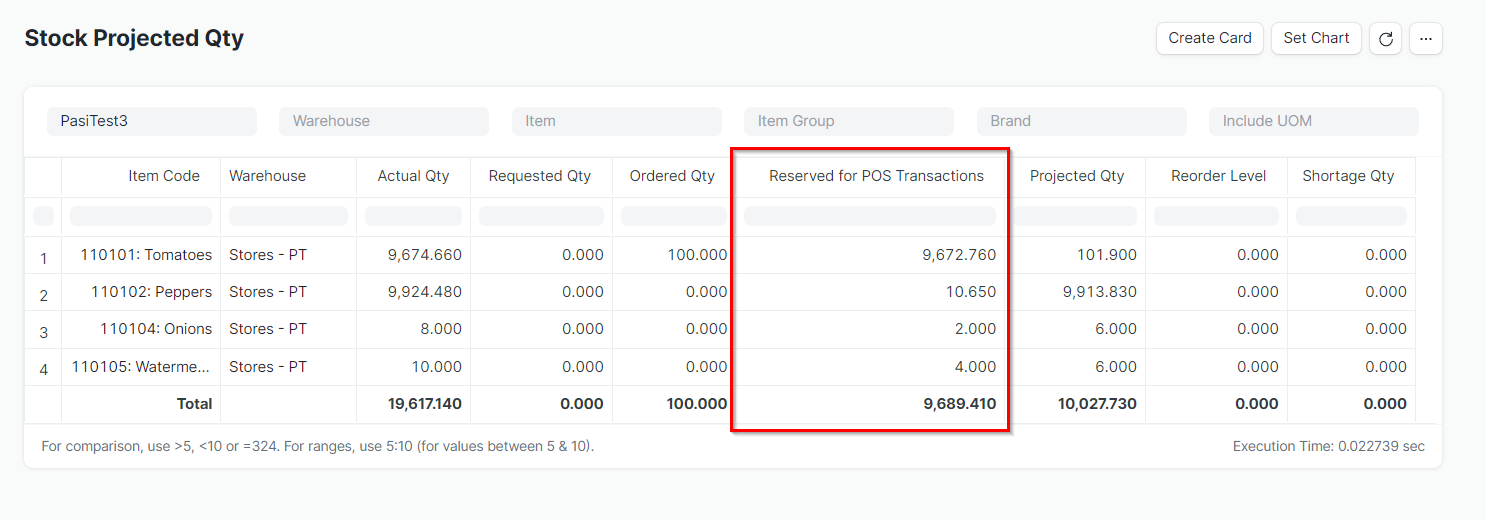 Stock Projected Qty
Create Card Set Chart ...
PasiTest3 Warehouse Item Item Group Brand Include UOM
Item Code Warehouse Actual Qty Requested Qty Ordered Qty Reserved for POS Transactions Projected Qty Reorder Level Shortage Qty
1 110101: Tomatoes Stores - PT 9,674.660 0.000 100.000 9,672.760 101.900 0.000 0.000
2 110102: Peppers Stores - PT 9,924.480 0.000 0.000 10.650 9,913.830 0.000 0.000
3 110104: Onions Stores - PT 8.000 0.000 0.000 2.000 6.000 0.000 0.000
4 110105: Waterme... Stores - PT 10.000 0.000 0.000 4.000 6.000 0.000 0.000
Total 19,617.140 0.000 100.000 9,689.410 10,027.730 0.000 0.000
For comparison, use >5, <10 or =324. For ranges, use 5:10 (for values between 5 & 10). Execution Time: 0.022739 sec